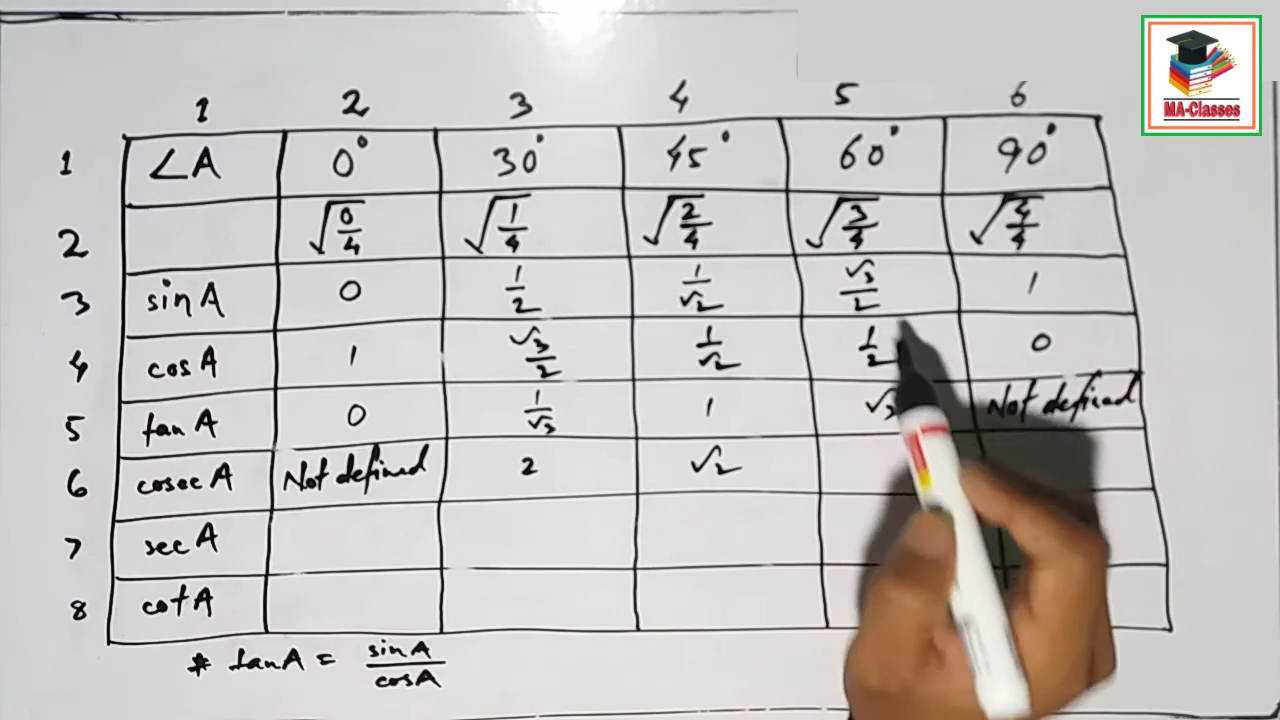 MA-Classes
1 2 3 4 5 6
1 ∠A 0° 30° 45° 60° 90°
2 √(0/4) √(1/4) √(2/4) √(3/4) √(4/4)
3 sin A 0 1/2 1/√2 √3/2 1
4 cos A 1 √3/2 1/√2 1/2 0
5 tan A 0 1/√3 1 √3 Not defined
6 cosec A Not defined 2 √2
7 sec A
8 cot A
* tan A = sin A/cos A